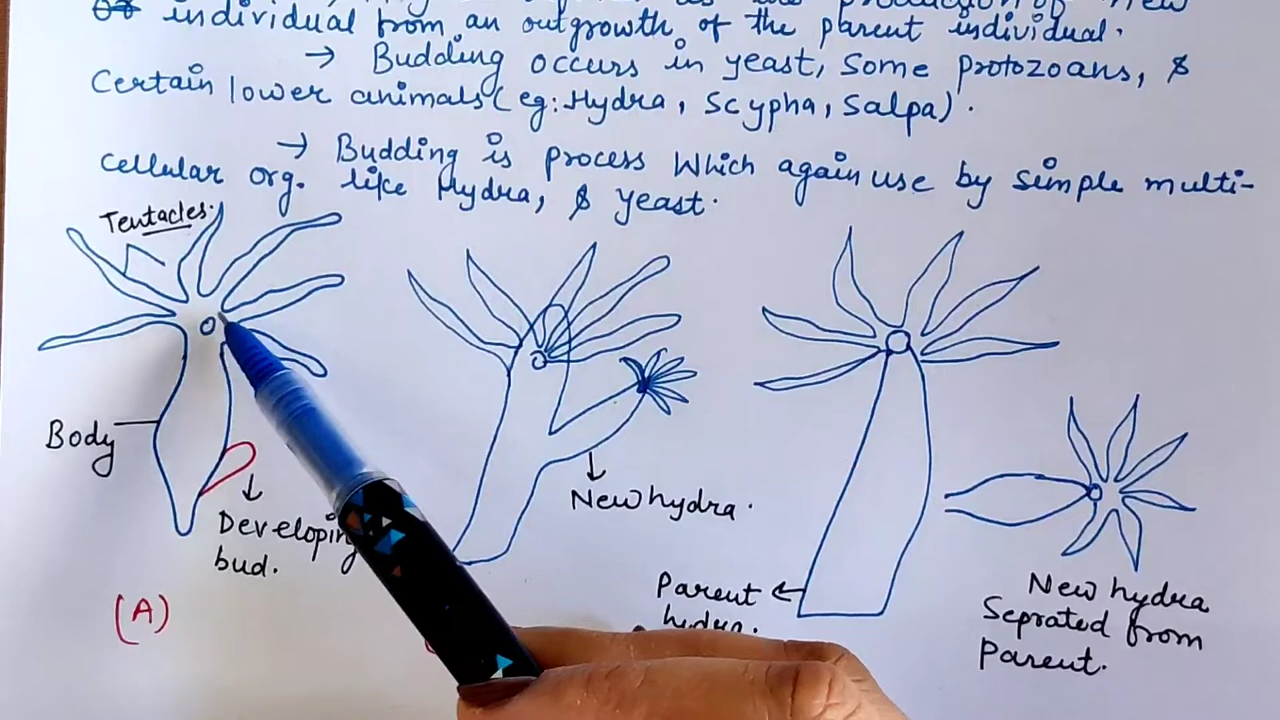 individual from an outgrowth of the parent individual.
→ Budding occurs in yeast, Some Protozoans, &
Certain lower animals (eg: Hydra, Scypha, Salpa).
→ Budding is process Which again use by simple multi-
cellular org. like Hydra, & Yeast.
Tentacles.
Body
Developing
bud.
New hydra.
Parent
hydra.
New hydra
Seprated from
Parent.
(A)